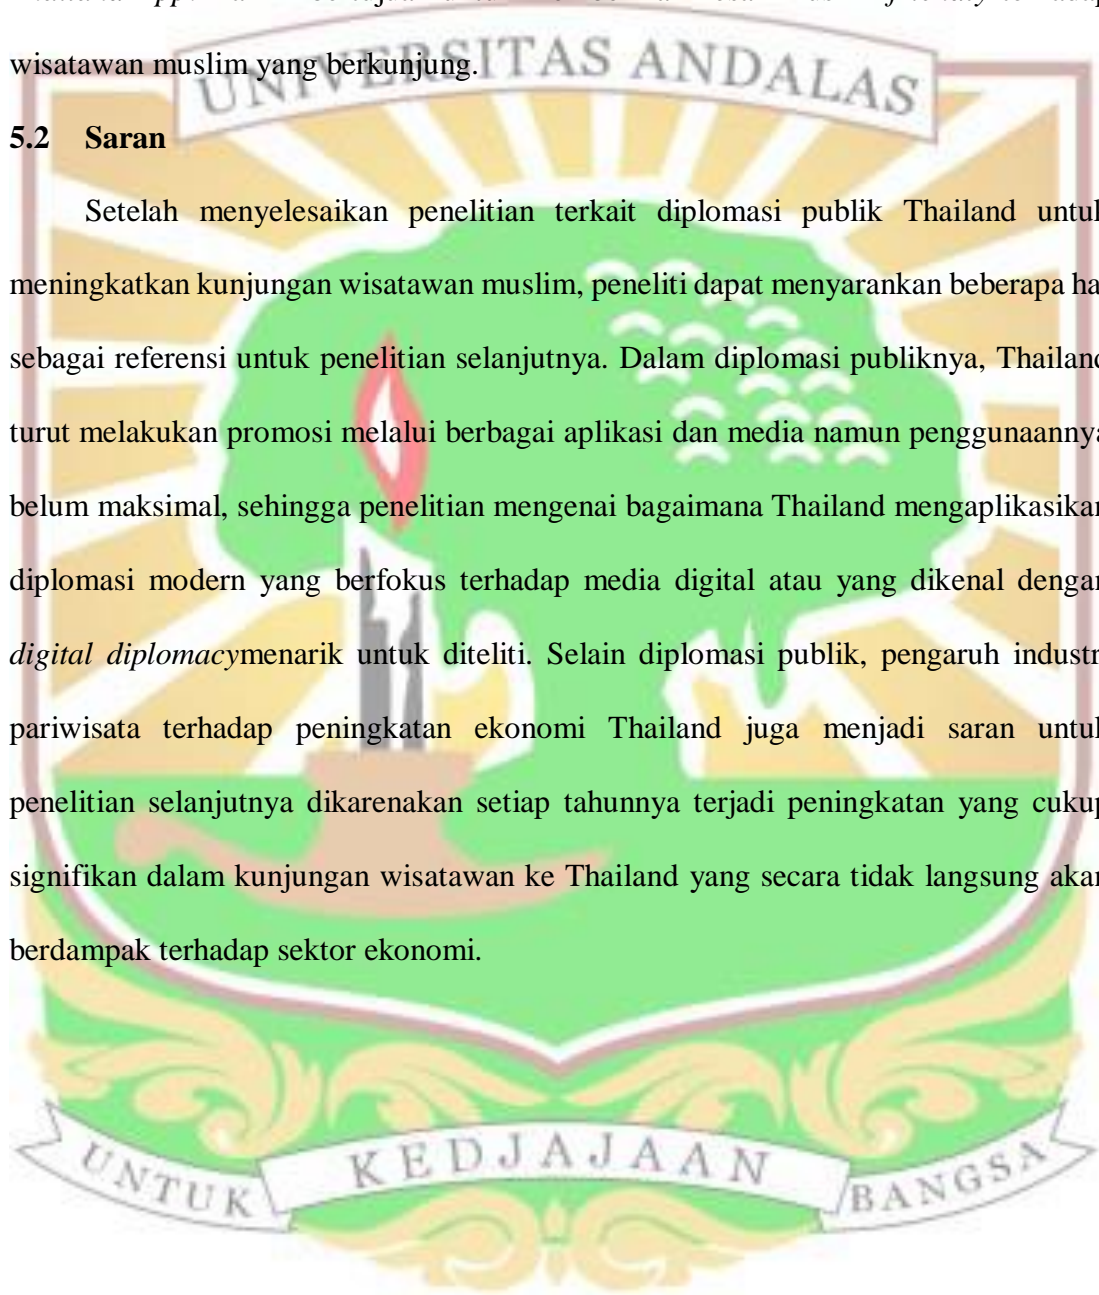 wisatawan muslim yang berkunjung.
UNIVERSITAS ANDALAS
5.2 Saran
Setelah menyelesaikan penelitian terkait diplomasi publik Thailand untuk
meningkatkan kunjungan wisatawan muslim, peneliti dapat menyarankan beberapa hal
sebagai referensi untuk penelitian selanjutnya. Dalam diplomasi publiknya, Thailand
turut melakukan promosi melalui berbagai aplikasi dan media namun penggunaannya
belum maksimal, sehingga penelitian mengenai bagaimana Thailand mengaplikasikan
diplomasi modern yang berfokus terhadap media digital atau yang dikenal dengan
digital diplomacymenarik untuk diteliti. Selain diplomasi publik, pengaruh industri
pariwisata terhadap peningkatan ekonomi Thailand juga menjadi saran untuk
penelitian selanjutnya dikarenakan setiap tahunnya terjadi peningkatan yang cukup
signifikan dalam kunjungan wisatawan ke Thailand yang secara tidak langsung akan
berdampak terhadap sektor ekonomi.
UNTUK KEDJAJAAN BANGSA